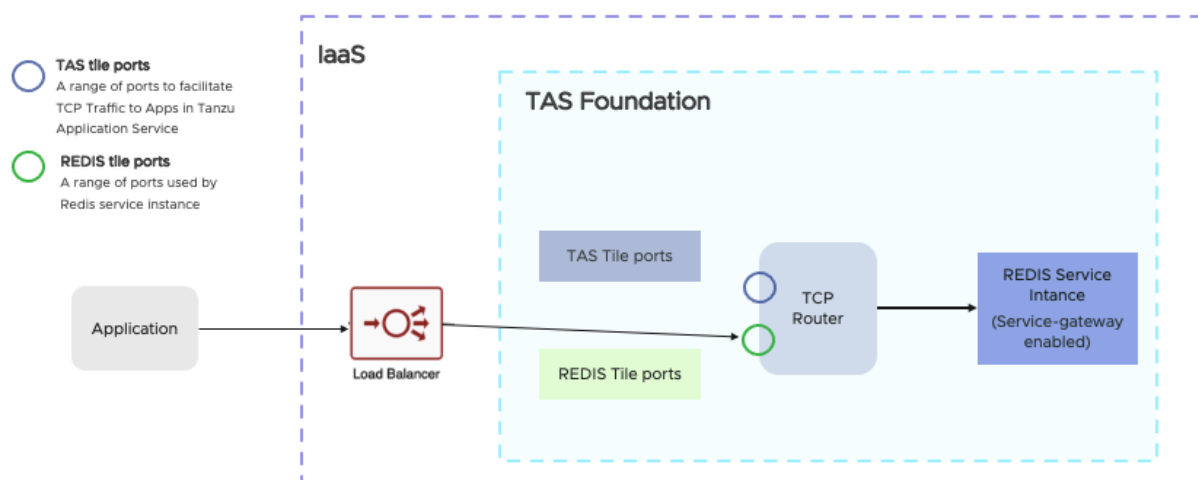 TAS tile ports
A range of ports to facilitate
TCP Traffic to Apps in Tanzu
Application Service
REDIS tile ports
A range of ports used by
Redis service instance
IaaS
TAS Foundation
Application
Load Balancer
TAS Tile ports
REDIS Tile ports
TCP
Router
REDIS Service
Intance
(Service-gateway
enabled)